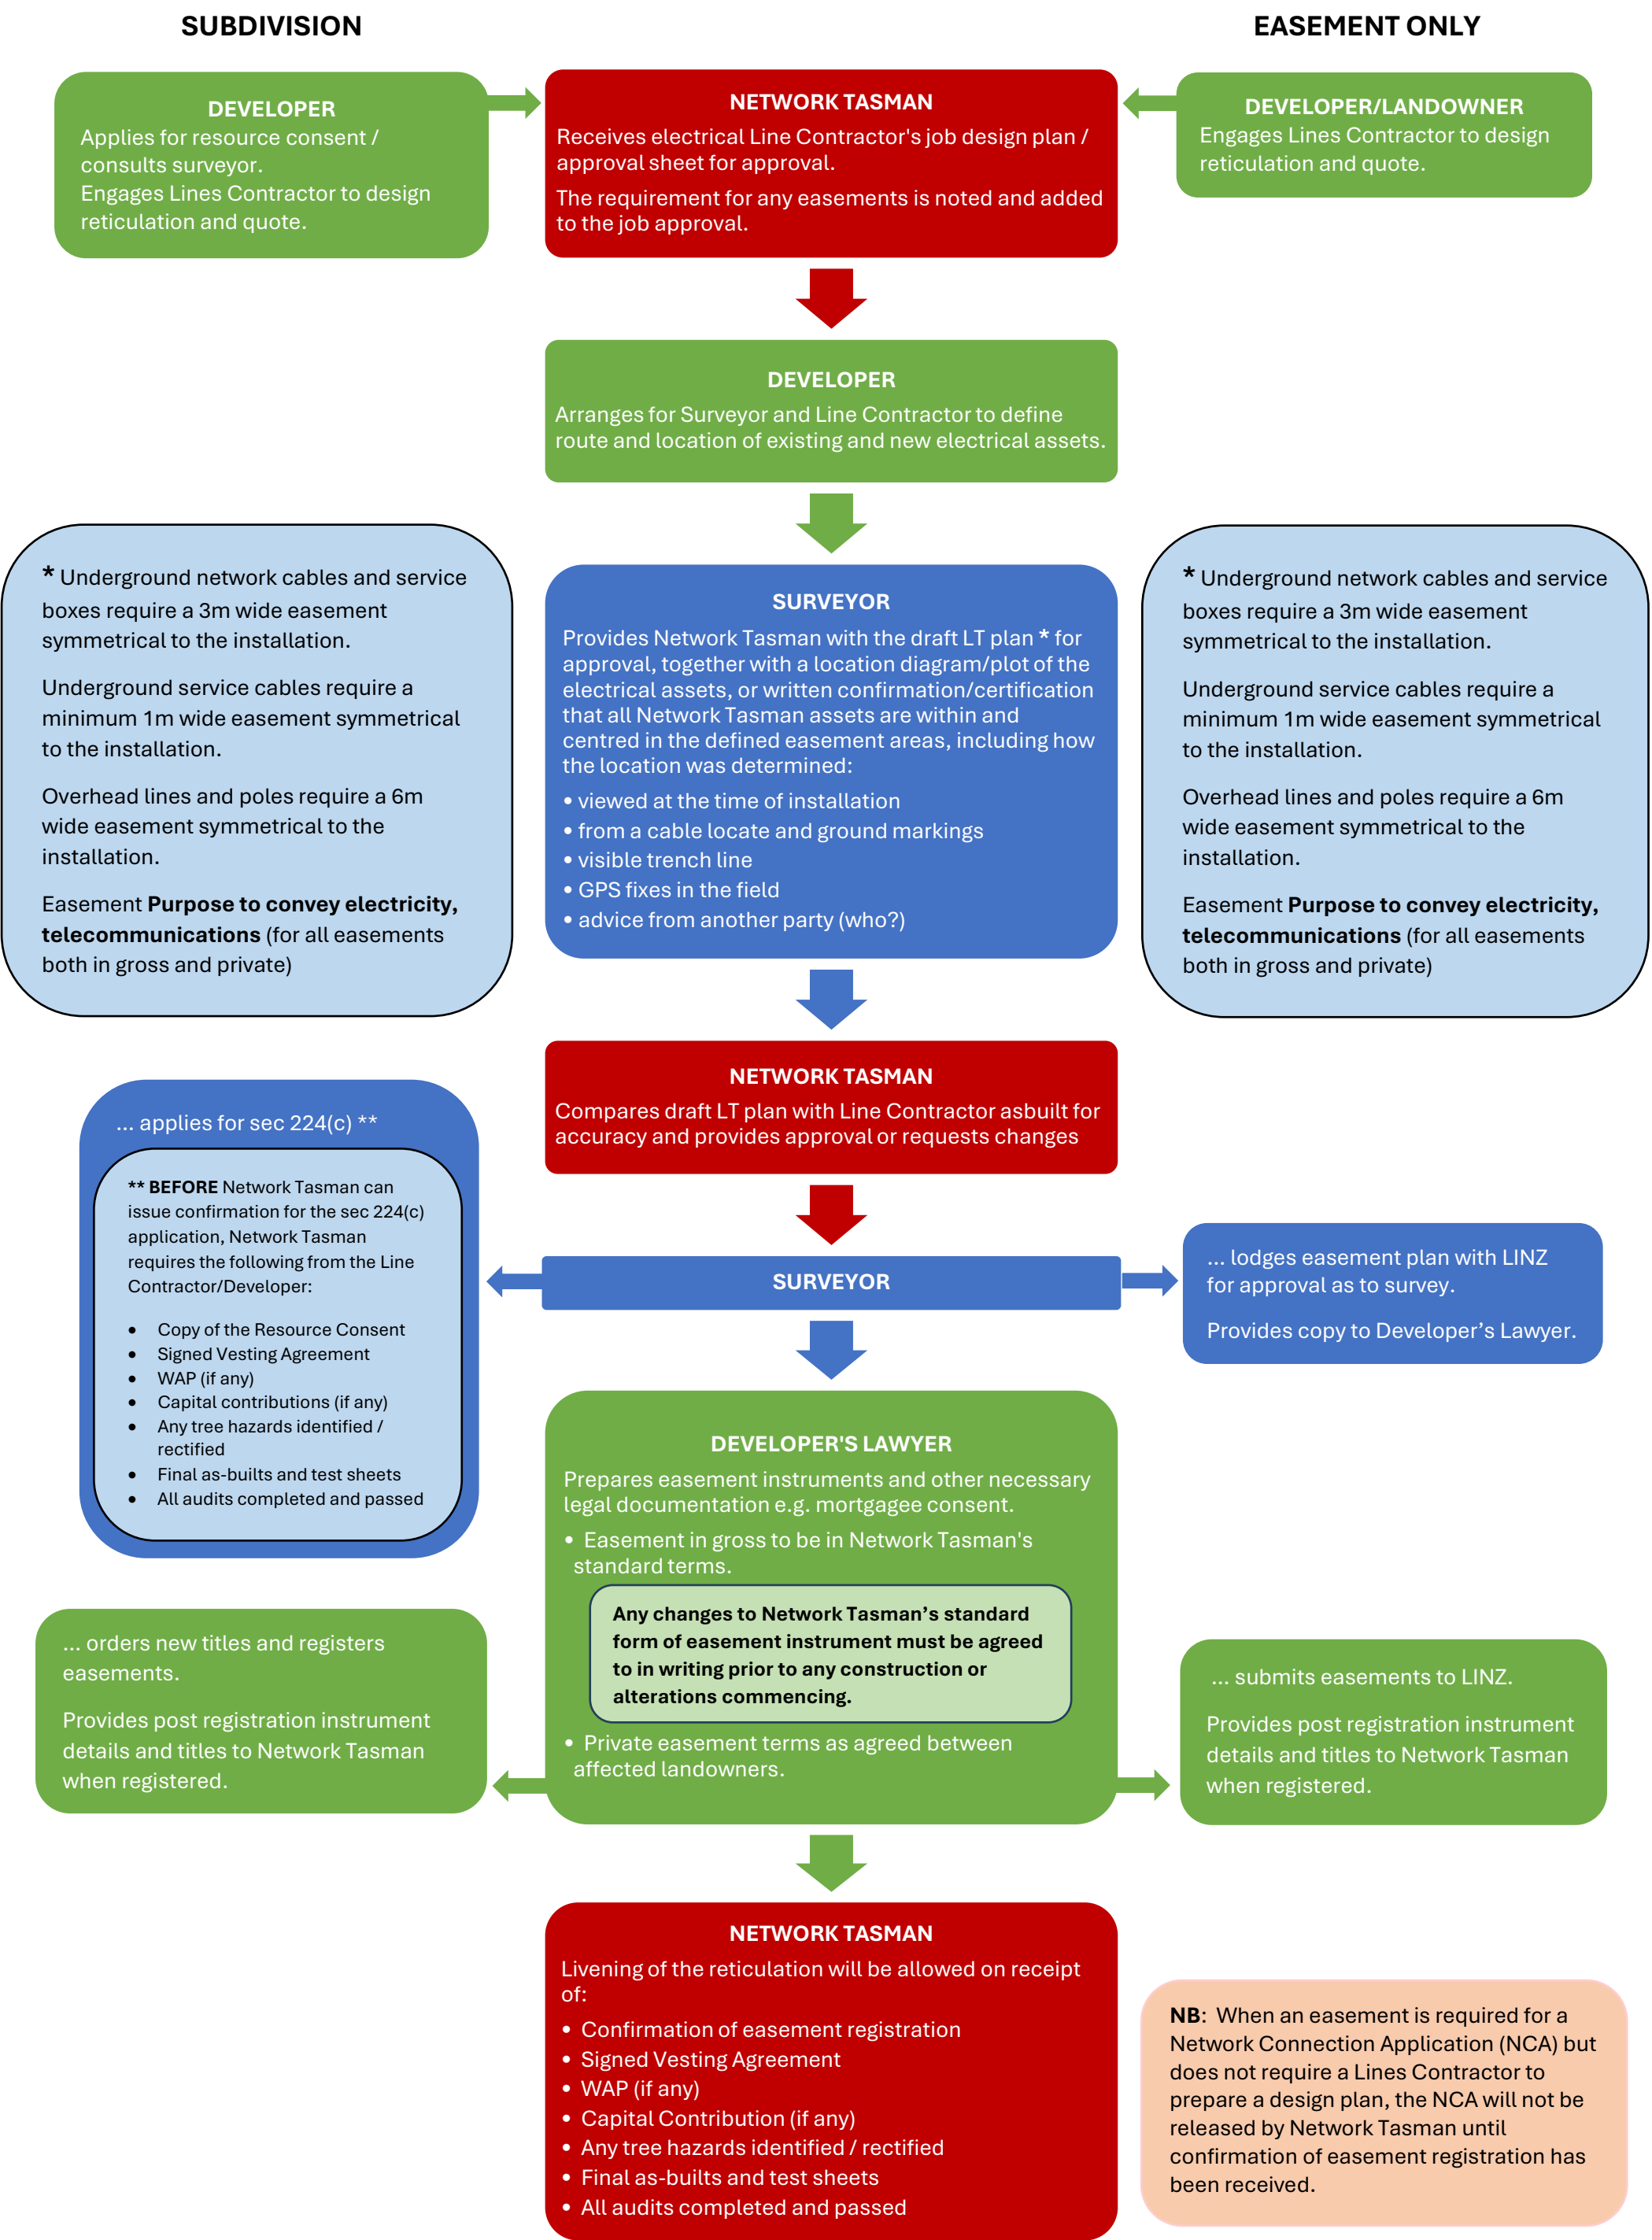 SUBDIVISION
EASEMENT ONLY
DEVELOPER
Applies for resource consent /
consults surveyor.
Engages Lines Contractor to design
reticulation and quote.
NETWORK TASMAN
Receives electrical Line Contractor's job design plan /
approval sheet for approval.
The requirement for any easements is noted and added
to the job approval.
DEVELOPER/LANDOWNER
Engages Lines Contractor to design
reticulation and quote.
DEVELOPER
Arranges for Surveyor and Line Contractor to define
route and location of existing and new electrical assets.
* Underground network cables and service
boxes require a 3m wide easement
symmetrical to the installation.
Underground service cables require a
minimum 1m wide easement symmetrical
to the installation.
Overhead lines and poles require a 6m
wide easement symmetrical to the
installation.
Easement Purpose to convey electricity,
telecommunications (for all easements
both in gross and private)
SURVEYOR
Provides Network Tasman with the draft LT plan * for
approval, together with a location diagram/plot of the
electrical assets, or written confirmation/certification
that all Network Tasman assets are within and
centred in the defined easement areas, including how
the location was determined:
• viewed at the time of installation
• from a cable locate and ground markings
• visible trench line
• GPS fixes in the field
• advice from another party (who?)
* Underground network cables and service
boxes require a 3m wide easement
symmetrical to the installation.
Underground service cables require a
minimum 1m wide easement symmetrical
to the installation.
Overhead lines and poles require a 6m
wide easement symmetrical to the
installation.
Easement Purpose to convey electricity,
telecommunications (for all easements
both in gross and private)
NETWORK TASMAN
Compares draft LT plan with Line Contractor asbuilt for
accuracy and provides approval or requests changes
... applies for sec 224(c) **
** BEFORE Network Tasman can
issue confirmation for the sec 224(c)
application, Network Tasman
requires the following from the Line
Contractor/Developer:
• Copy of the Resource Consent
• Signed Vesting Agreement
• WAP (if any)
• Capital contributions (if any)
• Any tree hazards identified /
rectified
• Final as-builts and test sheets
• All audits completed and passed
SURVEYOR
... lodges easement plan with LINZ
for approval as to survey.
Provides copy to Developer’s Lawyer.
DEVELOPER'S LAWYER
Prepares easement instruments and other necessary
legal documentation e.g. mortgagee consent.
• Easement in gross to be in Network Tasman's
standard terms.
Any changes to Network Tasman’s standard
form of easement instrument must be agreed
to in writing prior to any construction or
alterations commencing.
• Private easement terms as agreed between
affected landowners.
... orders new titles and registers
easements.
Provides post registration instrument
details and titles to Network Tasman
when registered.
... submits easements to LINZ.
Provides post registration instrument
details and titles to Network Tasman
when registered.
NETWORK TASMAN
Livening of the reticulation will be allowed on receipt
of:
• Confirmation of easement registration
• Signed Vesting Agreement
• WAP (if any)
• Capital Contribution (if any)
• Any tree hazards identified / rectified
• Final as-builts and test sheets
• All audits completed and passed
NB: When an easement is required for a
Network Connection Application (NCA) but
does not require a Lines Contractor to
prepare a design plan, the NCA will not be
released by Network Tasman until
confirmation of easement registration has
been received.